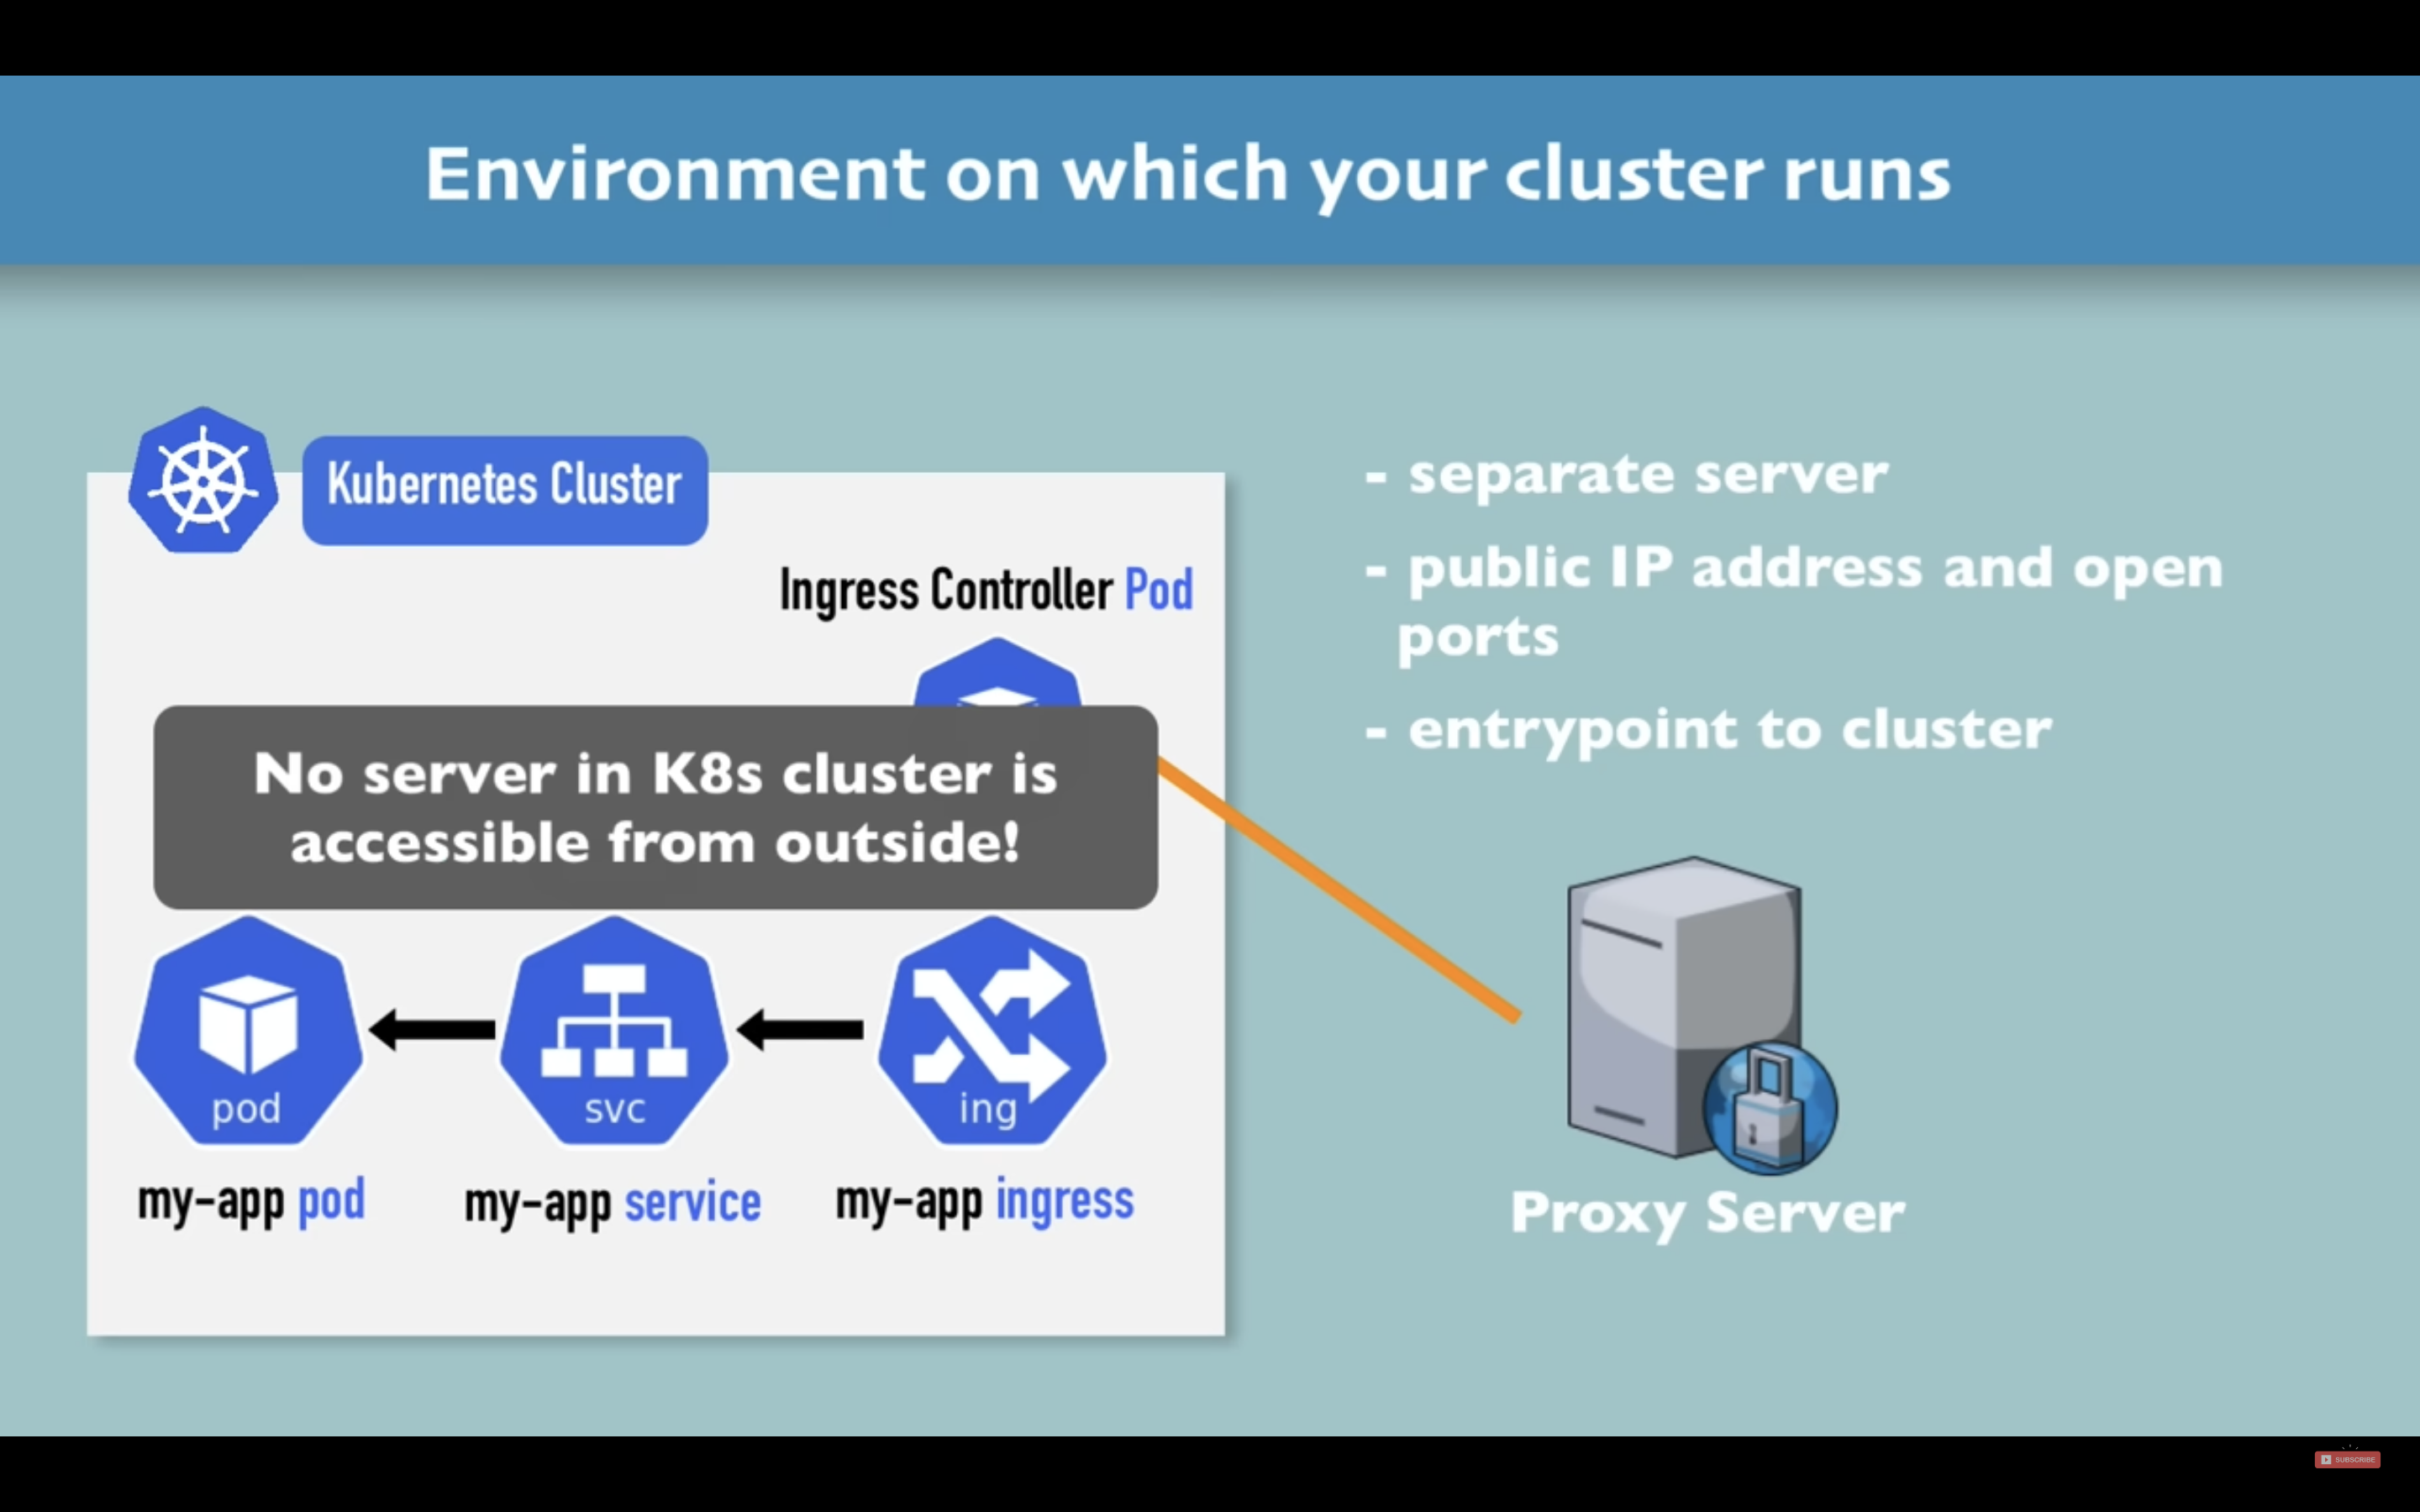 Environment on which your cluster runs
Kubernetes Cluster
Ingress Controller Pod
No server in K8s cluster is
accessible from outside!
pod
svc
ing
my-app pod
my-app service
my-app ingress
- separate server
- public IP address and open
ports
- entrypoint to cluster
Proxy Server
SUBSCRIBE